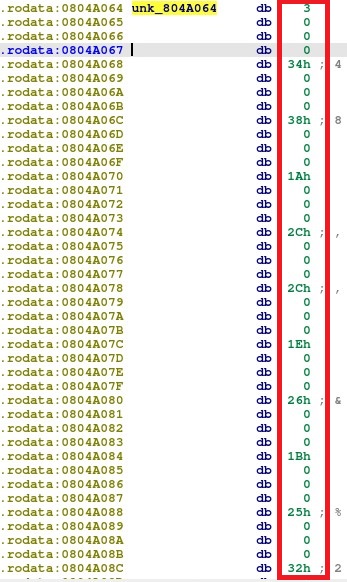 .rodata:0804A064 unk_804A064 db 3
.rodata:0804A065 db 0
.rodata:0804A066 db 0
.rodata:0804A067 db 0
.rodata:0804A068 db 34h ; 4
.rodata:0804A069 db 0
.rodata:0804A06A db 0
.rodata:0804A06B db 0
.rodata:0804A06C db 38h ; 8
.rodata:0804A06D db 0
.rodata:0804A06E db 0
.rodata:0804A06F db 0
.rodata:0804A070 db 1Ah
.rodata:0804A071 db 0
.rodata:0804A072 db 0
.rodata:0804A073 db 0
.rodata:0804A074 db 2Ch ; ,
.rodata:0804A075 db 0
.rodata:0804A076 db 0
.rodata:0804A077 db 0
.rodata:0804A078 db 2Ch ; ,
.rodata:0804A079 db 0
.rodata:0804A07A db 0
.rodata:0804A07B db 0
.rodata:0804A07C db 1Eh
.rodata:0804A07D db 0
.rodata:0804A07E db 0
.rodata:0804A07F db 0
.rodata:0804A080 db 26h ; &
.rodata:0804A081 db 0
.rodata:0804A082 db 0
.rodata:0804A083 db 0
.rodata:0804A084 db 1Bh
.rodata:0804A085 db 0
.rodata:0804A086 db 0
.rodata:0804A087 db 0
.rodata:0804A088 db 25h ; %
.rodata:0804A089 db 0
.rodata:0804A08A db 0
.rodata:0804A08B db 0
.rodata:0804A08C db 32h ; 2